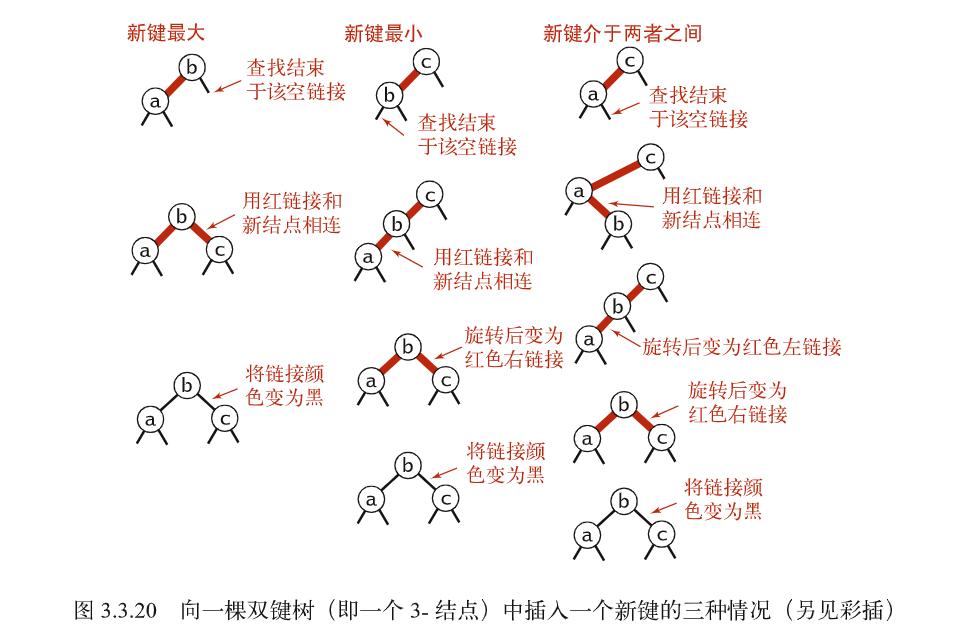 新键最大
b
a
查找结束
于该空链接
b
a
c
用红链接和
新结点相连
b
a
c
将链接颜
色变为黑
新键最小
c
b
查找结束
于该空链接
c
b
a
用红链接和
新结点相连
b
a
c
旋转后变为
红色右链接
b
a
c
将链接颜
色变为黑
新键介于两者之间
c
a
查找结束
于该空链接
c
a
b
用红链接和
新结点相连
c
b
a
旋转后变为红色左链接
b
a
c
旋转后变为
红色右链接
b
a
c
将链接颜
色变为黑
图 3.3.20 向一棵双键树（即一个 3- 结点）中插入一个新键的三种情况（另见彩插）